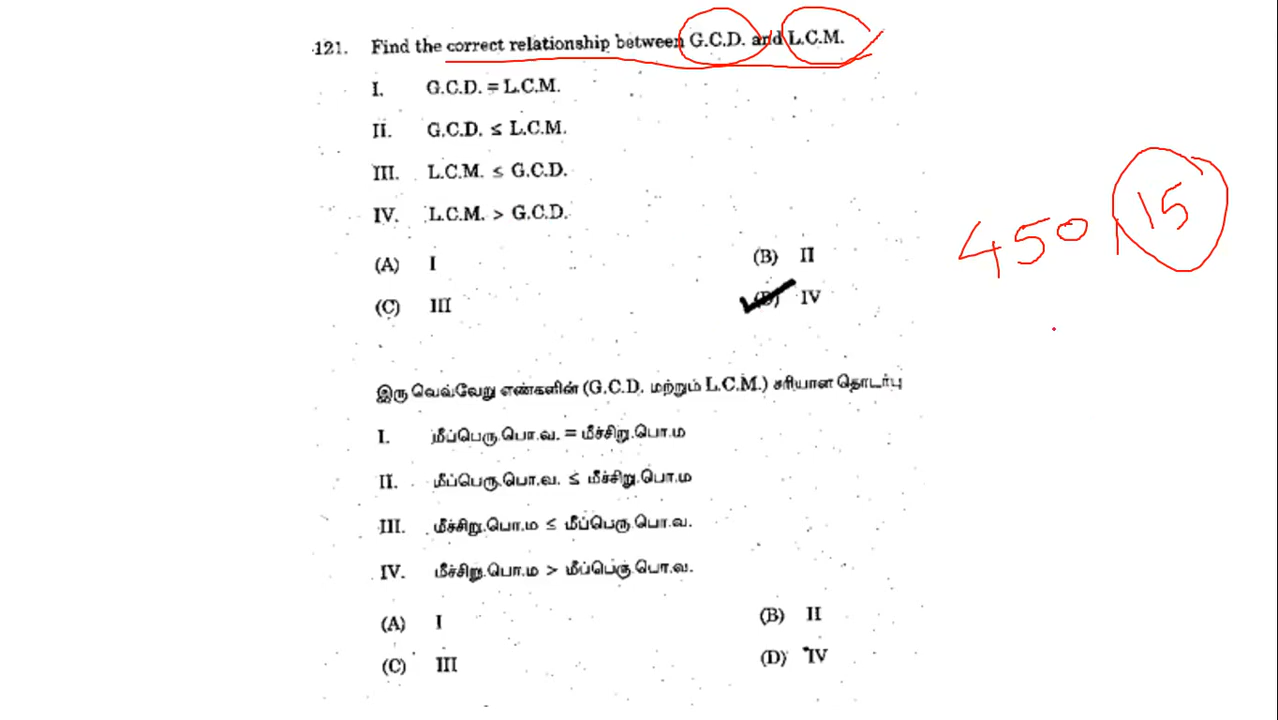 121. Find the correct relationship between G.C.D. and L.C.M.
I. G.C.D. = L.C.M.
II. G.C.D. ≤ L.C.M.
III. L.C.M. ≤ G.C.D.
IV. L.C.M. > G.C.D.
450, 15
(A) I (B) II
(C) III (D) IV
இரு வெவ்வேறு எண்களின் (G.C.D. மற்றும் L.C.M.) சரியான தொடர்பு
I. மீப்பெரு.பொ.வ. = மீச்சிறு.பொ.ம
II. மீப்பெரு.பொ.வ. ≤ மீச்சிறு.பொ.ம
III. மீச்சிறு.பொ.ம ≤ மீப்பெரு.பொ.வ.
IV. மீச்சிறு.பொ.ம > மீப்பெரு.பொ.வ.
(A) I (B) II
(C) III (D) IV